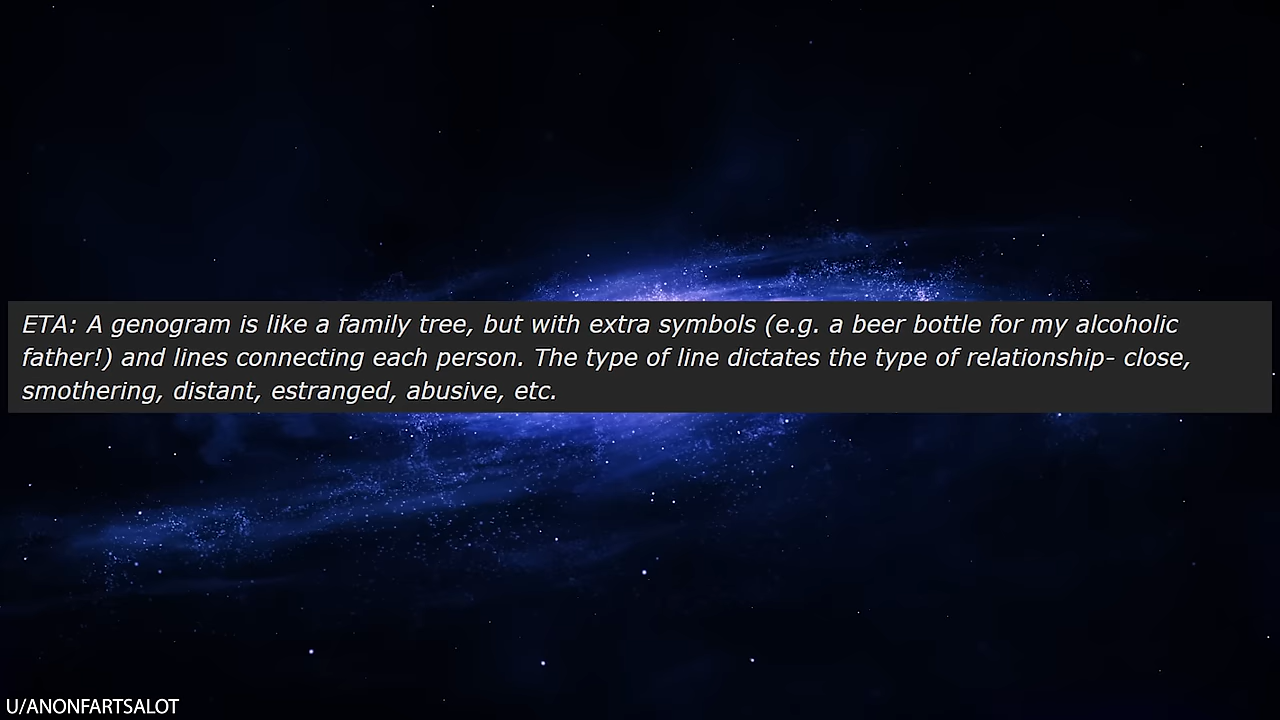 ETA: A genogram is like a family tree, but with extra symbols (e.g. a beer bottle for my alcoholic
father!) and lines connecting each person. The type of line dictates the type of relationship- close,
smothering, distant, estranged, abusive, etc.
U/ANONFARTSALOT